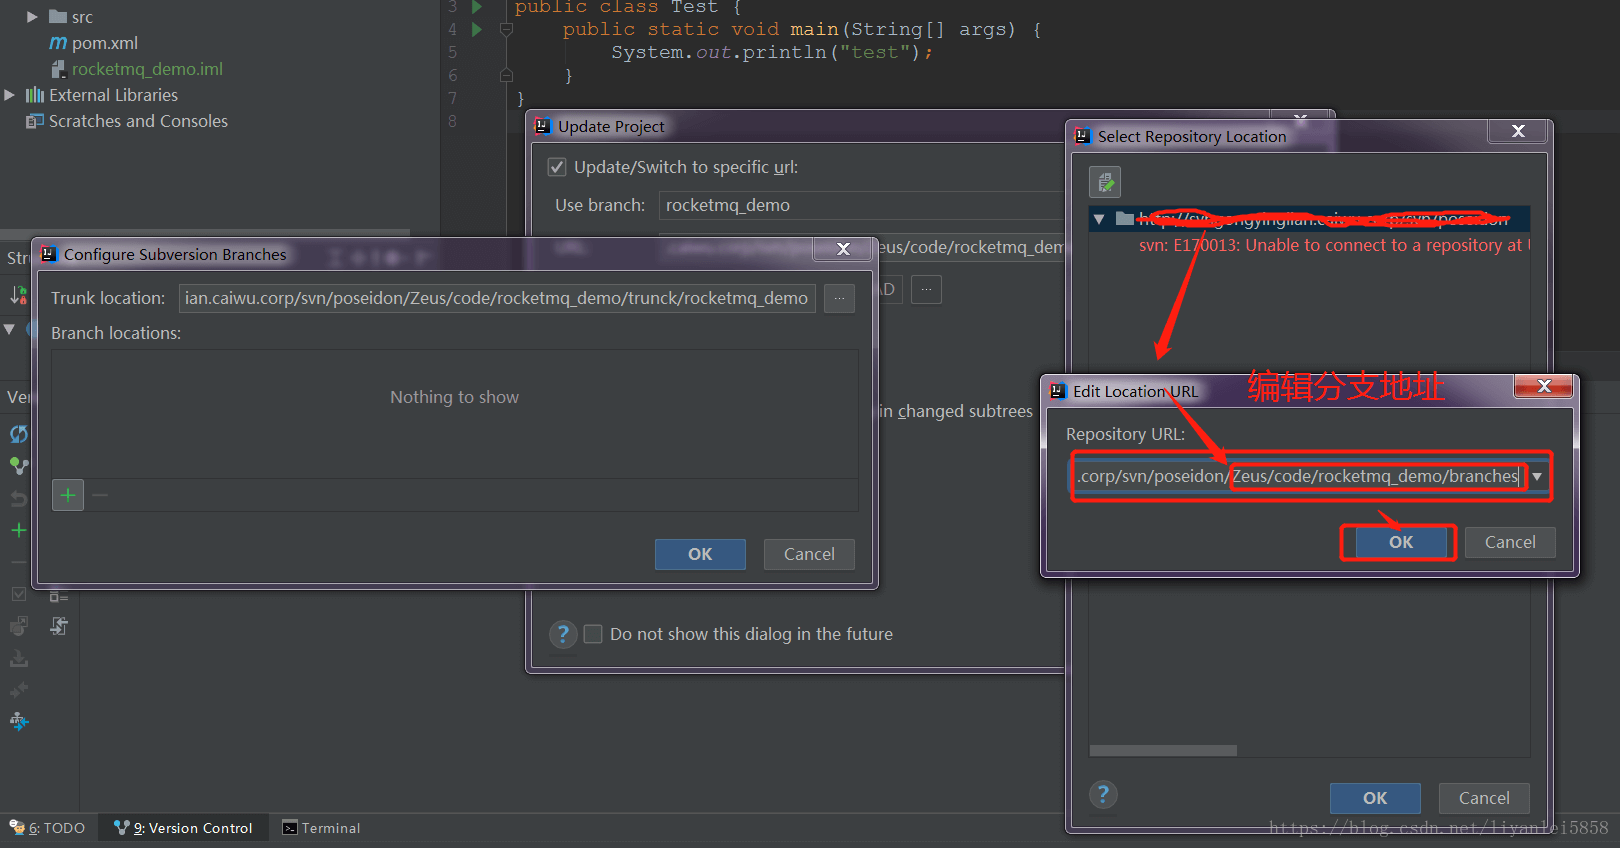 src
pom.xml
rocketmq_demo.iml
External Libraries
Scratches and Consoles
3 public class Test {
4 public static void main(String[] args) {
5 System.out.println("test");
6 }
7 }
8
Update Project
Update/Switch to specific url:
Use branch: rocketmq_demo
URL: eus/code/rocketmq_dem
...
in changed subtrees
Do not show this dialog in the future
Configure Subversion Branches
Trunk location: ian.caiwu.corp/svn/poseidon/Zeus/code/rocketmq_demo/trunck/rocketmq_demo ...
Branch locations:
Nothing to show
OK Cancel
Select Repository Location
svn: E170013: Unable to connect to a repository at
编辑分支地址
Edit Location URL
Repository URL:
.corp/svn/poseidon/Zeus/code/rocketmq_demo/branches
OK Cancel
OK Cancel
6: TODO 9: Version Control Terminal
https://blog.csdn.net/liyanlei5858